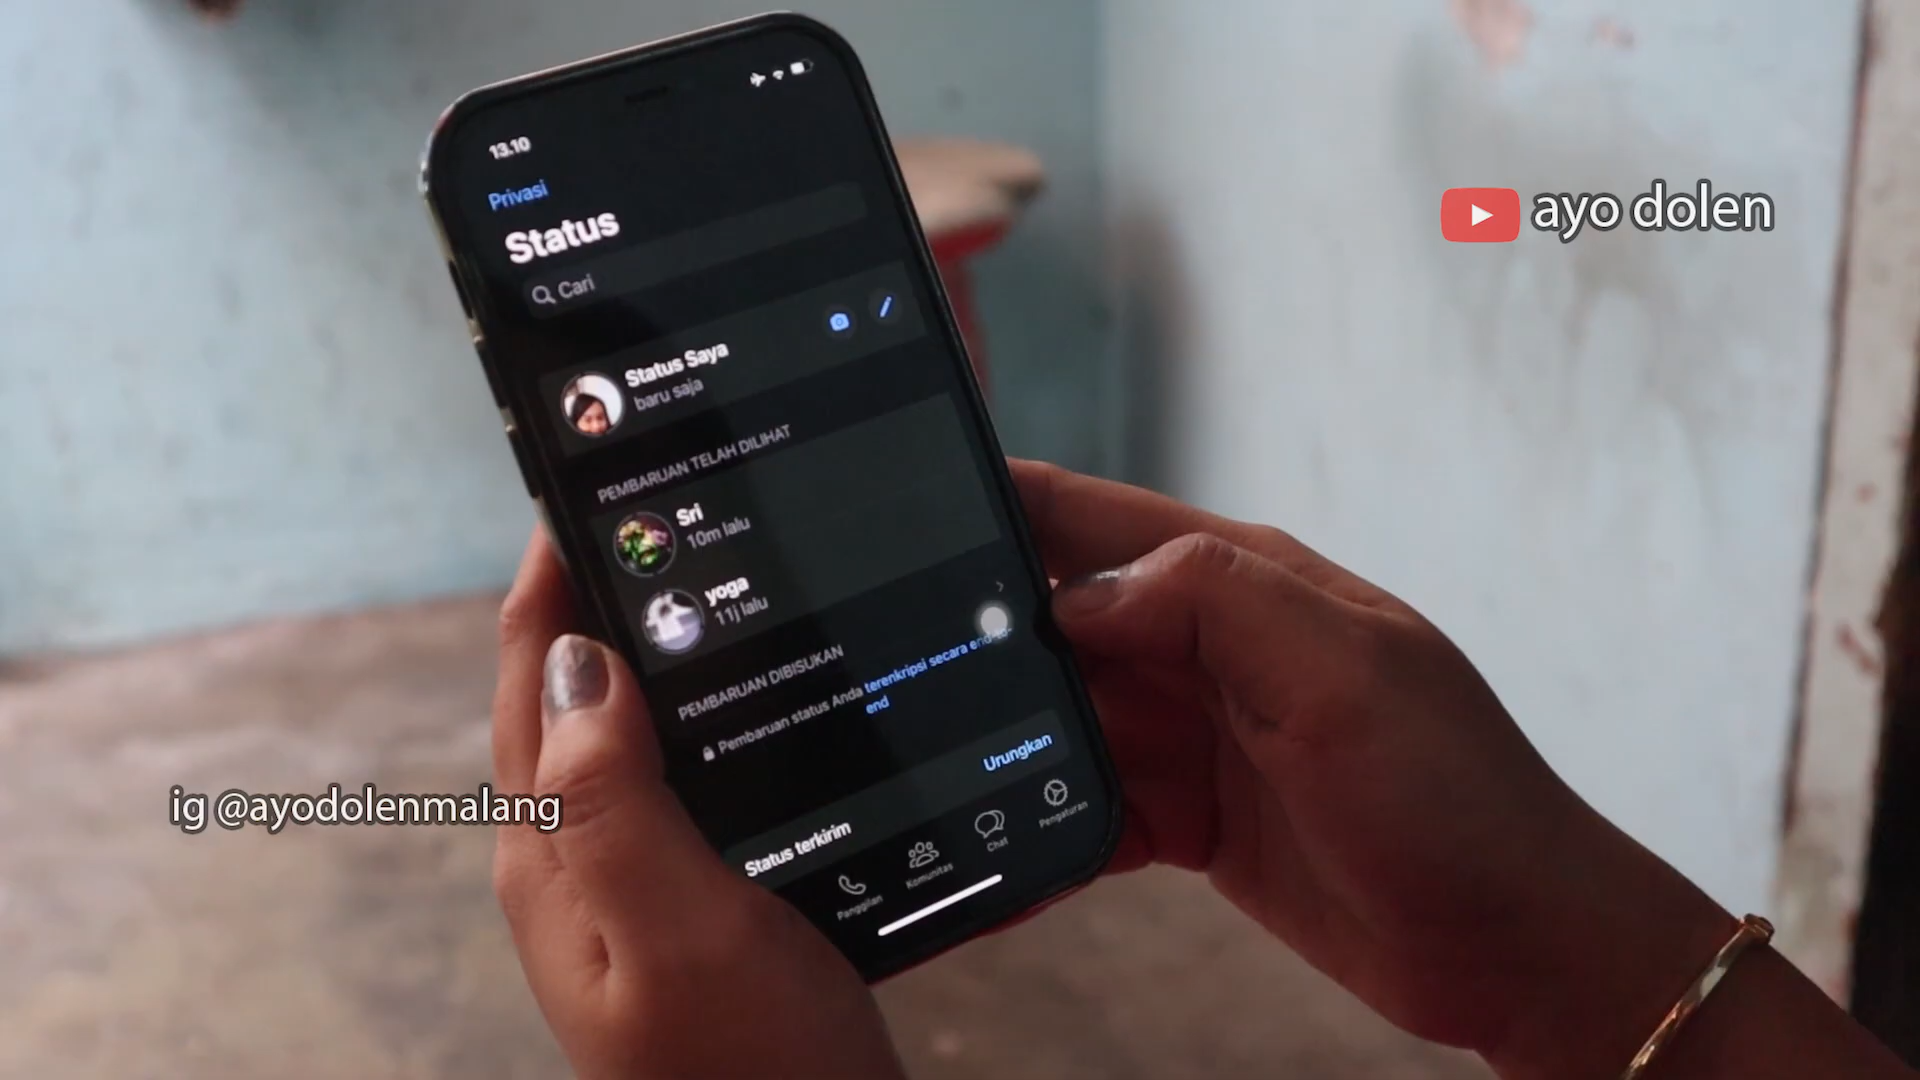 13.10
Privasi
Status
Cari
Status Saya
baru saja
PEMBARUAN TELAH DILIHAT
Sri
10m lalu
yoga
11j lalu
PEMBARUAN DIBISUKAN
Pembaruan status Anda terenkripsi secara end-to-
end
Urungkan
Status terkirim
Panggilan
Komunitas
Chat
Pengaturan
ayo dolen
ig @ayodolenmalang